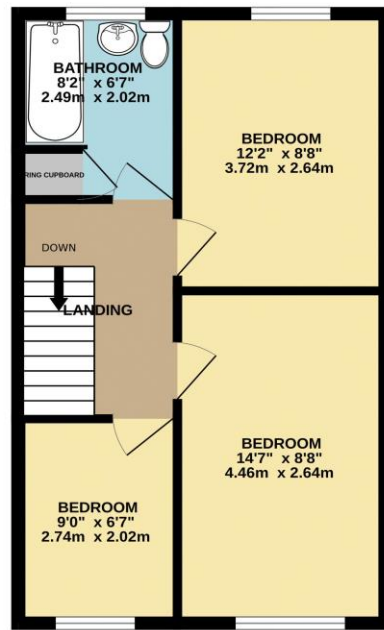 BATHROOM
8'2" x 6'7"
2.49m x 2.02m
BEDROOM
12'2" x 8'8"
3.72m x 2.64m
RING CUPBOARD
DOWN
LANDING
BEDROOM
14'7" x 8'8"
4.46m x 2.64m
BEDROOM
9'0" x 6'7"
2.74m x 2.02m